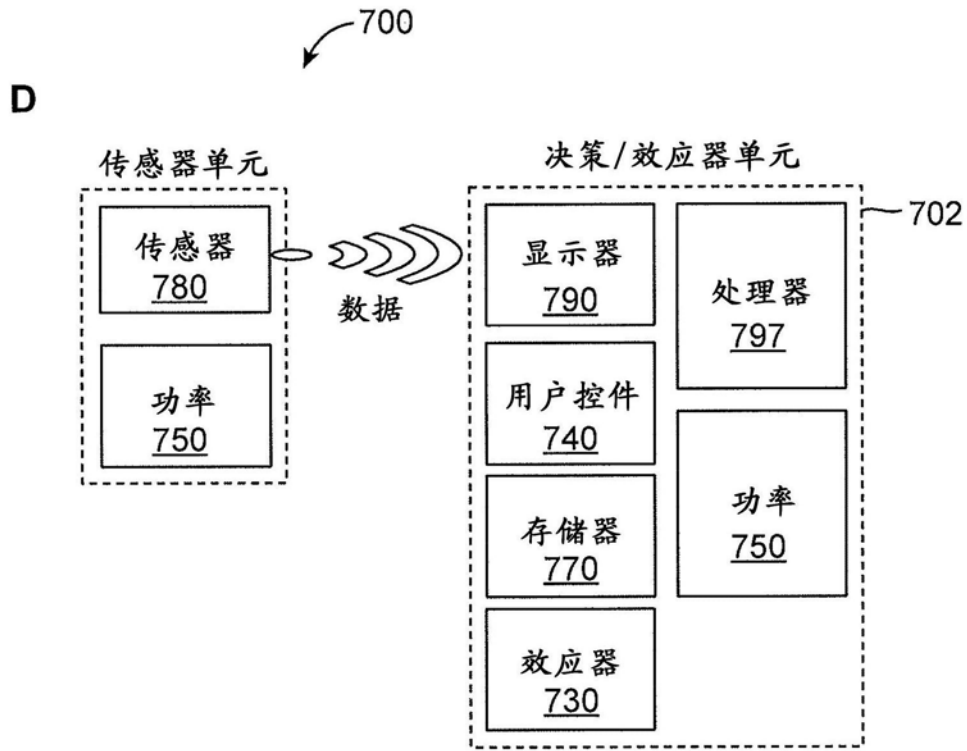 700
D
传感器单元
传感器
780
功率
750
数据
决策/效应器单元
702
显示器
790
用户控件
740
存储器
770
效应器
730
处理器
797
功率
750